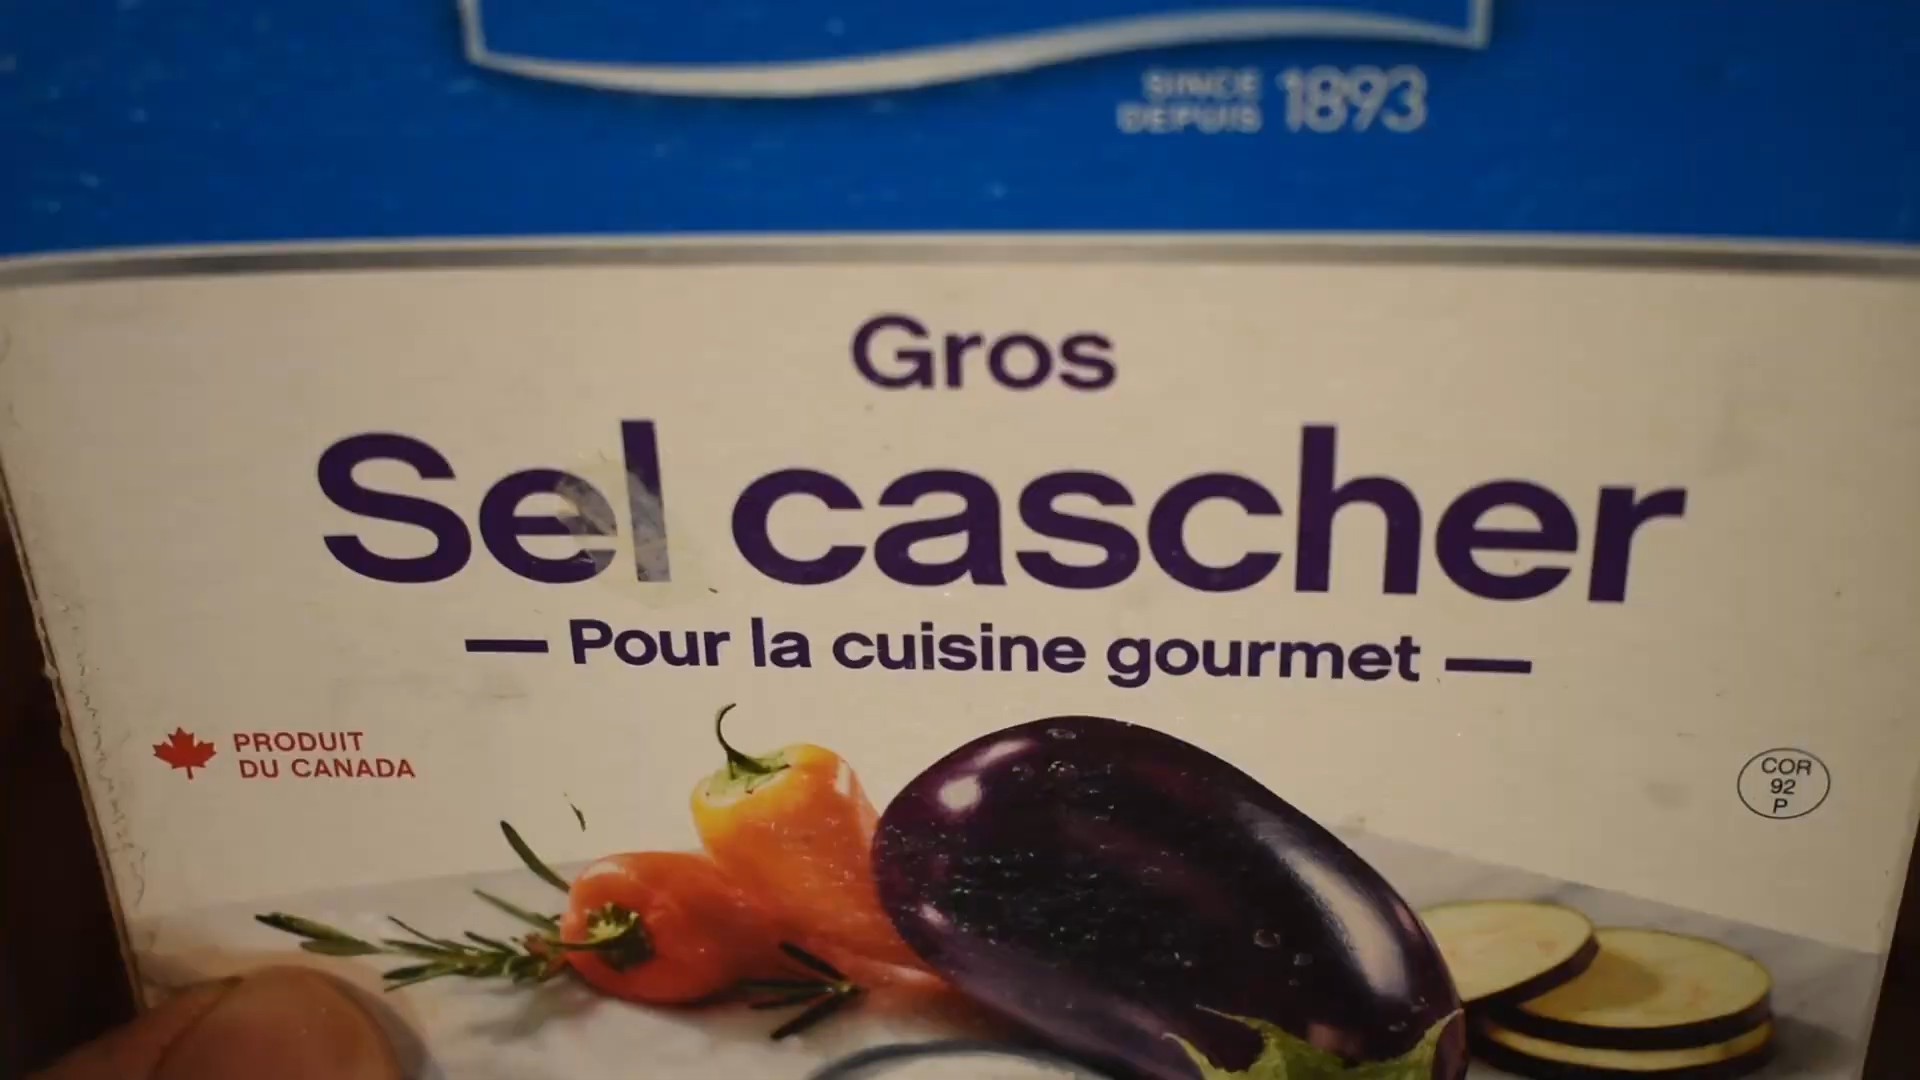 SINCE
DEPUIS 1893
Gros
Sel cascher
— Pour la cuisine gourmet —
PRODUIT
DU CANADA
COR
92
P